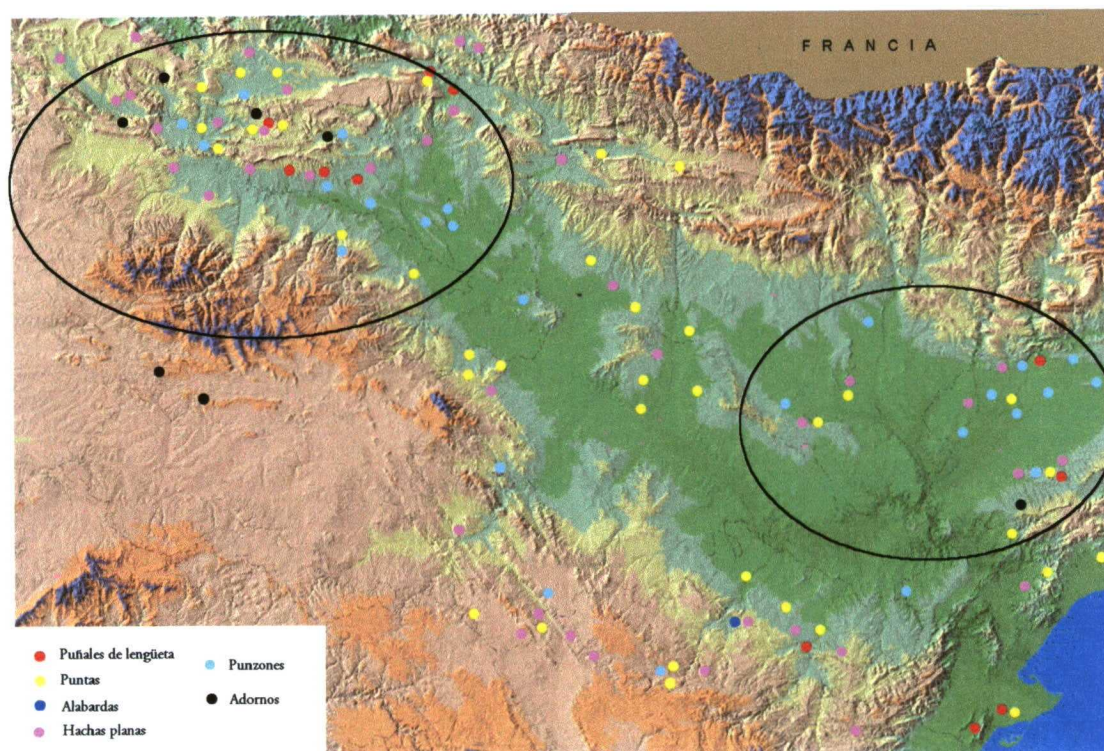 FRANCIA
Puñales de lengüeta
Puntas
Alabardas
Hachas planas
Punzones
Adornos